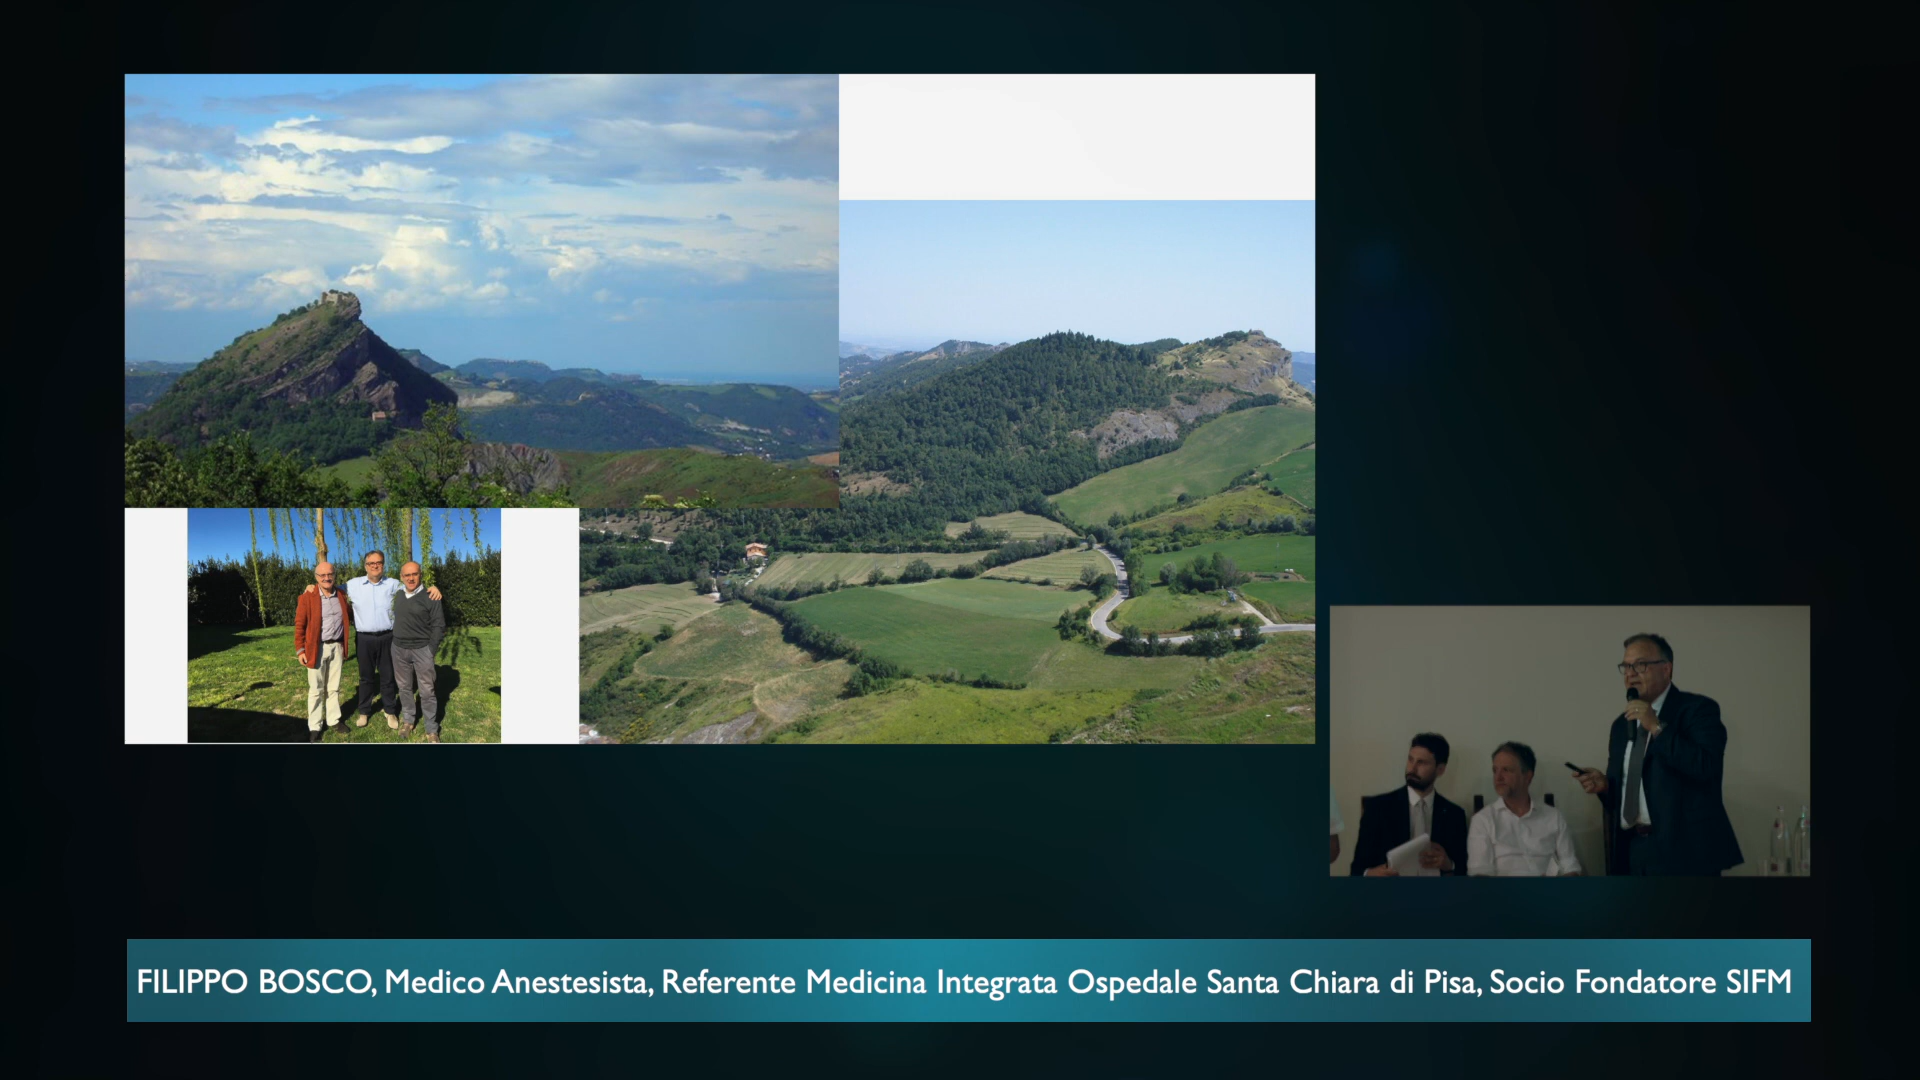 FILIPPO BOSCO, Medico Anestesista, Referente Medicina Integrata Ospedale Santa Chiara di Pisa, Socio Fondatore SIFM